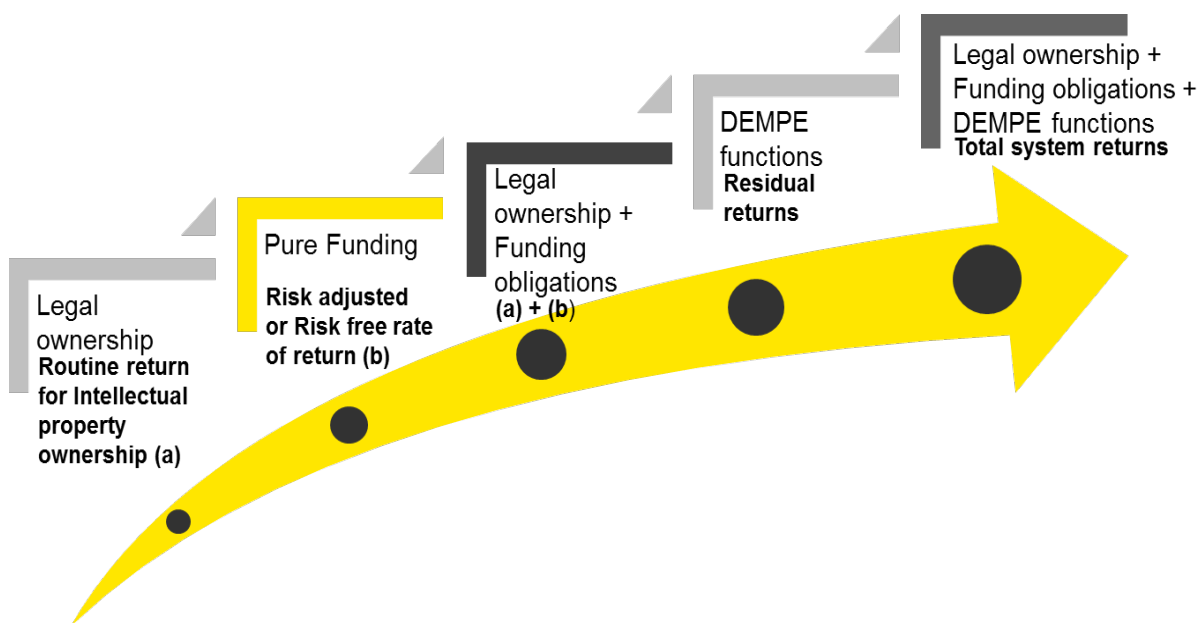 Legal
ownership
Routine return
for Intellectual
property
ownership (a)
Pure Funding
Risk adjusted
or Risk free rate
of return (b)
Legal
ownership +
Funding
obligations
(a) + (b)
DEMPE
functions
Residual
returns
Legal ownership +
Funding obligations +
DEMPE functions
Total system returns